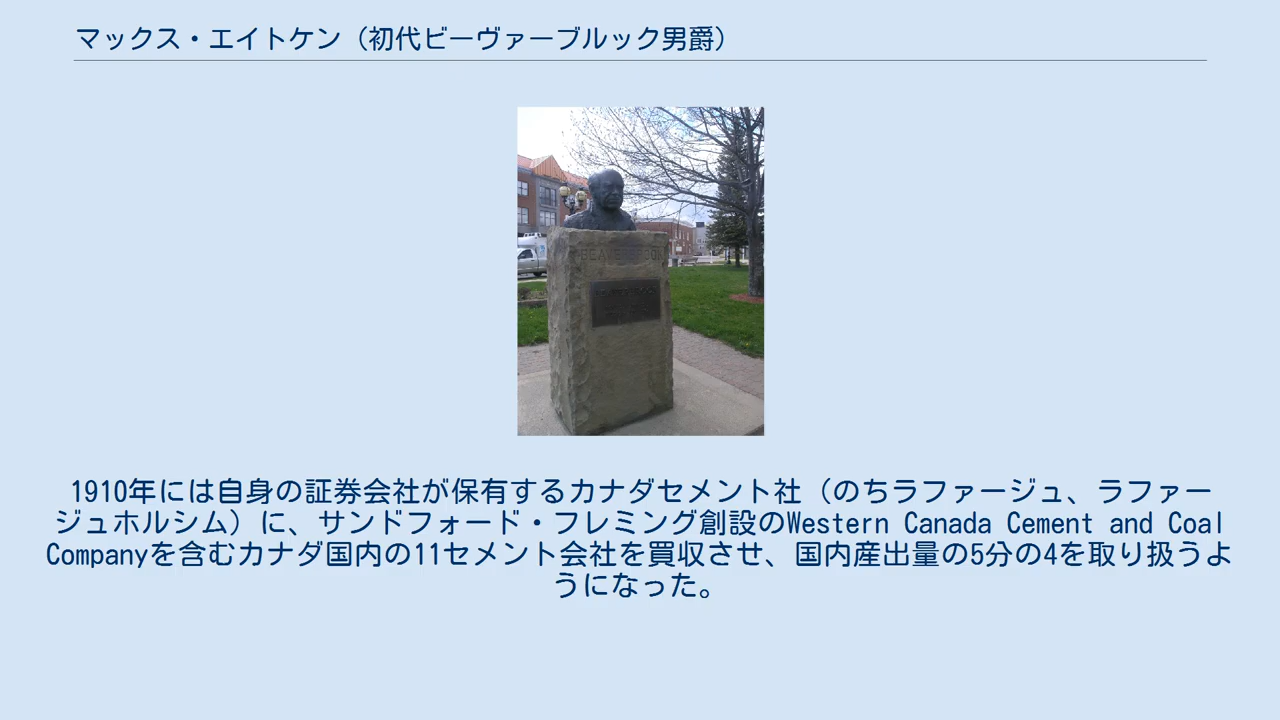 マックス・エイトケン（初代ビーヴァーブルック男爵）
BEAVERBROOK
1910年には自身の証券会社が保有するカナダセメント社（のちラファージュ、ラファー
ジュホルシム）に、サンドフォード・フレミング創設のWestern Canada Cement and Coal
Companyを含むカナダ国内の11セメント会社を買収させ、国内産出量の5分の4を取り扱うよ
うになった。